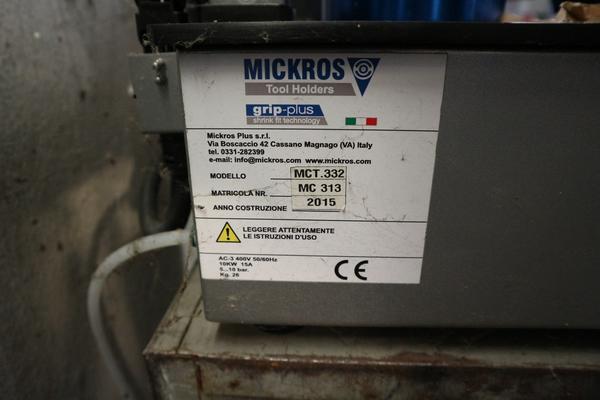 MICKROS
Tool Holders
grip-plus
shrink fit technology
Mickros Plus s.r.l.
Via Boscaccio 42 Cassano Magnago (VA) Italy
tel. 0331-282399
e-mail: info@mickros.com www.mickros.com
MODELLO MCT.332
MATRICOLA NR. MC 313
ANNO COSTRUZIONE 2015
LEGGERE ATTENTAMENTE
LE ISTRUZIONI D'USO
AC-3 400V 50/60Hz
10KW 15A
5...10 bar.
Kg. 26
CE